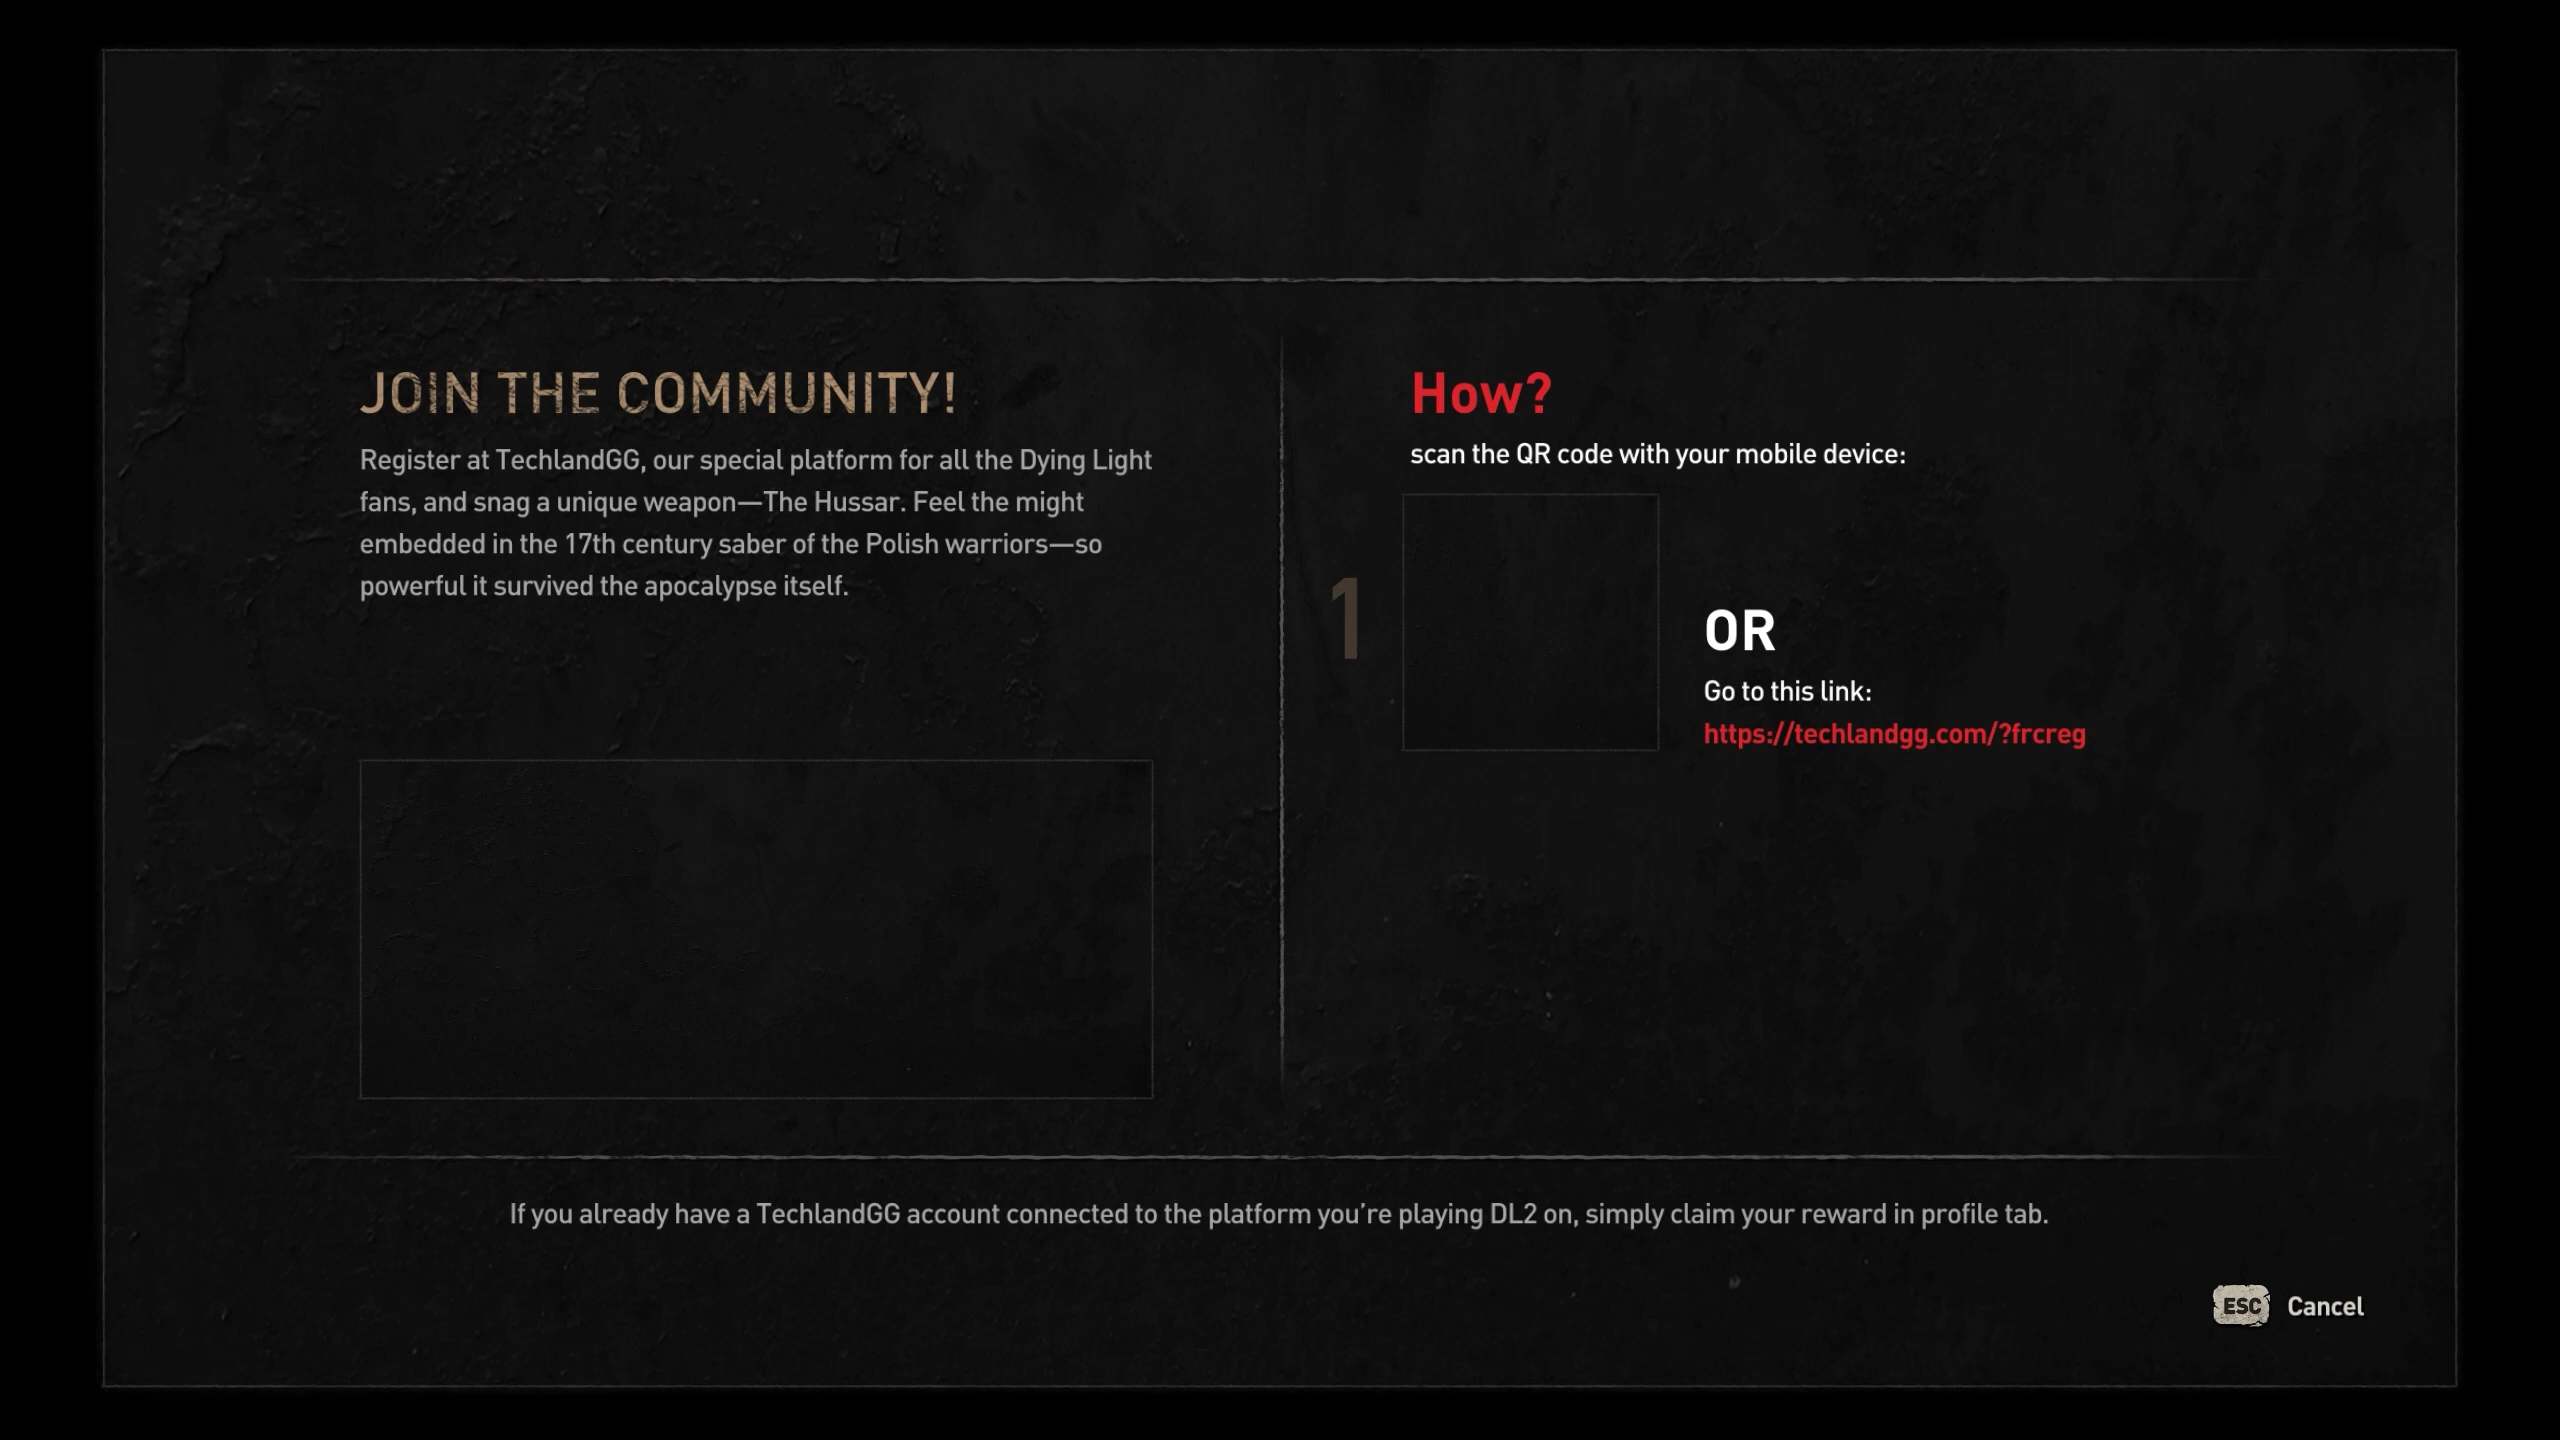 JOIN THE COMMUNITY!
Register at TechlandGG, our special platform for all the Dying Light
fans, and snag a unique weapon—The Hussar. Feel the might
embedded in the 17th century saber of the Polish warriors—so
powerful it survived the apocalypse itself.
How?
scan the QR code with your mobile device:
1
OR
Go to this link:
https://techlandgg.com/?frcreg
If you already have a TechlandGG account connected to the platform you're playing DL2 on, simply claim your reward in profile tab.
ESC Cancel